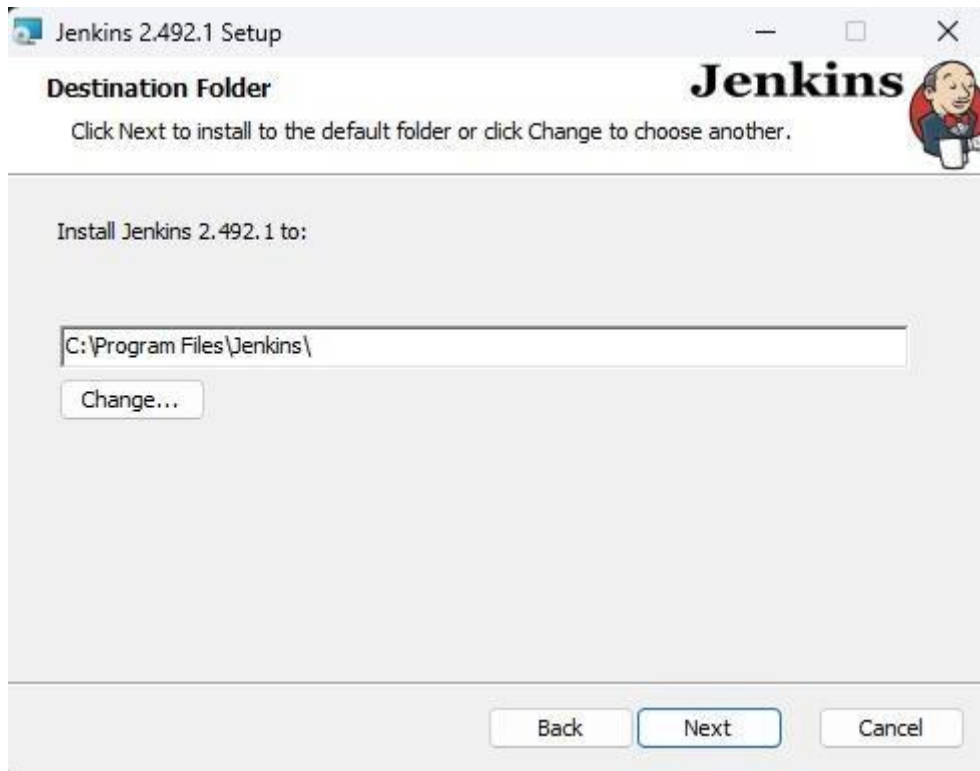 Jenkins 2.492.1 Setup
Destination Folder
Jenkins
Click Next to install to the default folder or click Change to choose another.
Install Jenkins 2.492.1 to:
C:\Program Files\Jenkins\
Change...
Back
Next
Cancel